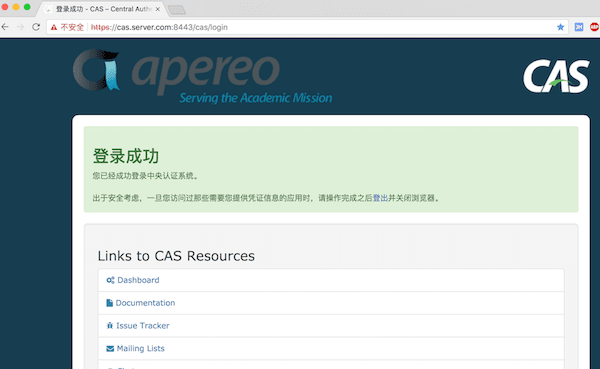 登录成功 - CAS – Central Auth
不安全 https://cas.server.com:8443/cas/login
apereo
Serving the Academic Mission
CAS
登录成功
您已经成功登录中央认证系统。
出于安全考虑，一旦您访问过那些需要您提供凭证信息的应用时，请操作完成之后登出并关闭浏览器。
Links to CAS Resources
Dashboard
Documentation
Issue Tracker
Mailing Lists